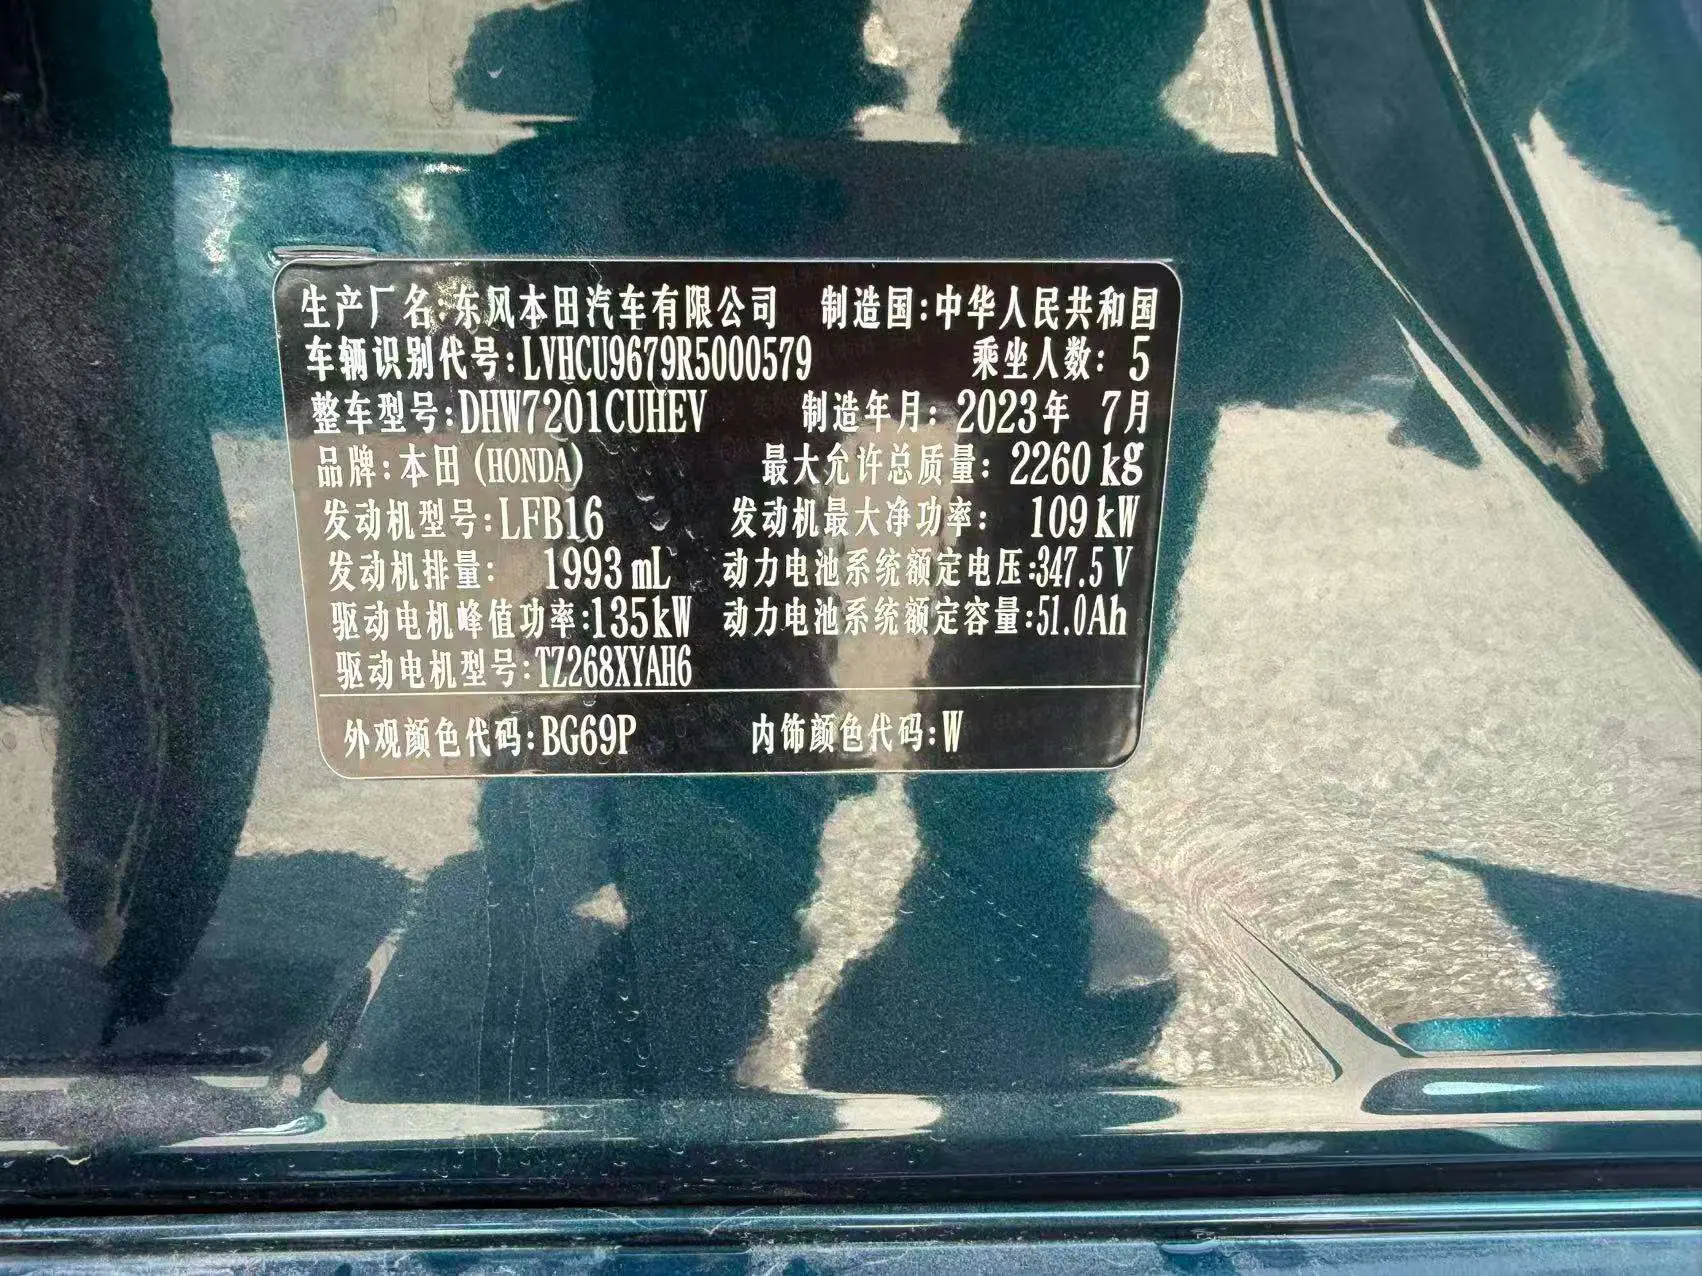 生产厂名:东风本田汽车有限公司 制造国:中华人民共和国
车辆识别代号:LVHCU9679R5000579 乘坐人数: 5
整车型号:DHW7201CUHEV 制造年月: 2023年 7月
品牌:本田(HONDA) 最大允许总质量: 2260 kg
发动机型号:LFB16 发动机最大净功率: 109 kW
发动机排量: 1993 mL 动力电池系统额定电压:347.5 V
驱动电机峰值功率:135kW 动力电池系统额定容量:51.0Ah
驱动电机型号:TZ268XYAH6
外观颜色代码:BG69P 内饰颜色代码:W